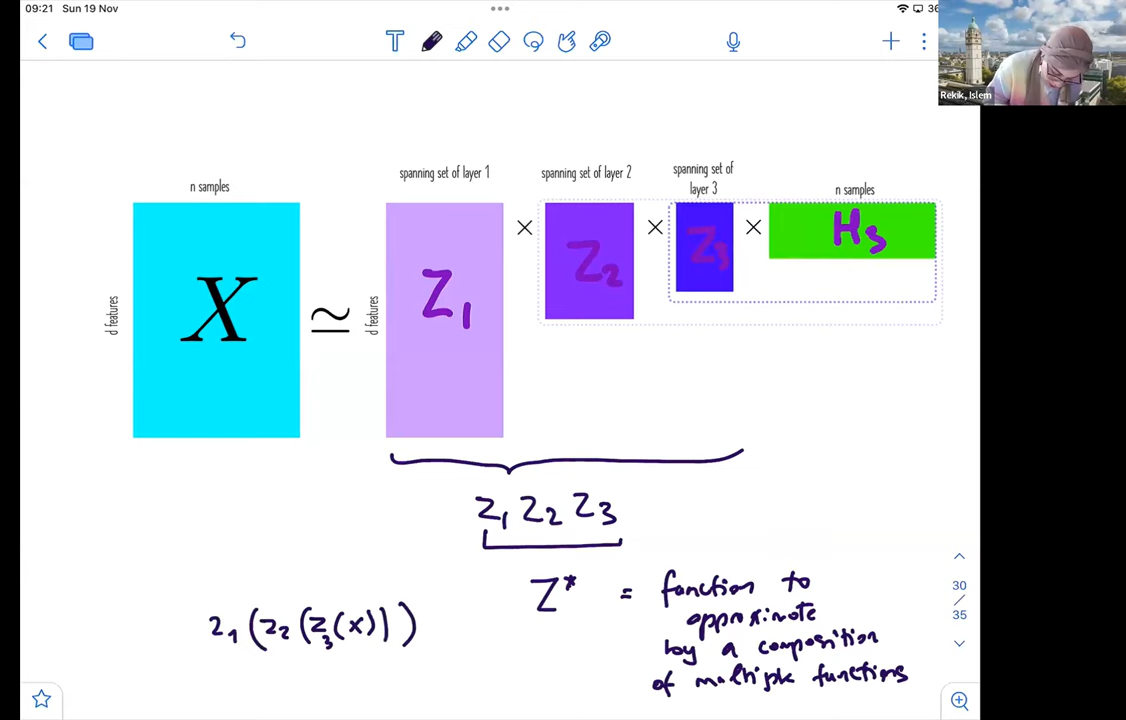 09:21 Sun 19 Nov
36
Rekik, Islem
spanning set of layer 1
spanning set of layer 2
spanning set of
layer 3
n samples
n samples
d features
X
≃
d features
Z1
×
Z2
×
Z3
×
H3
Z1 Z2 Z3
Z* = function to
approximate
by a composition
of multiple functions
z1(z2(z3(x)))
30
/
35